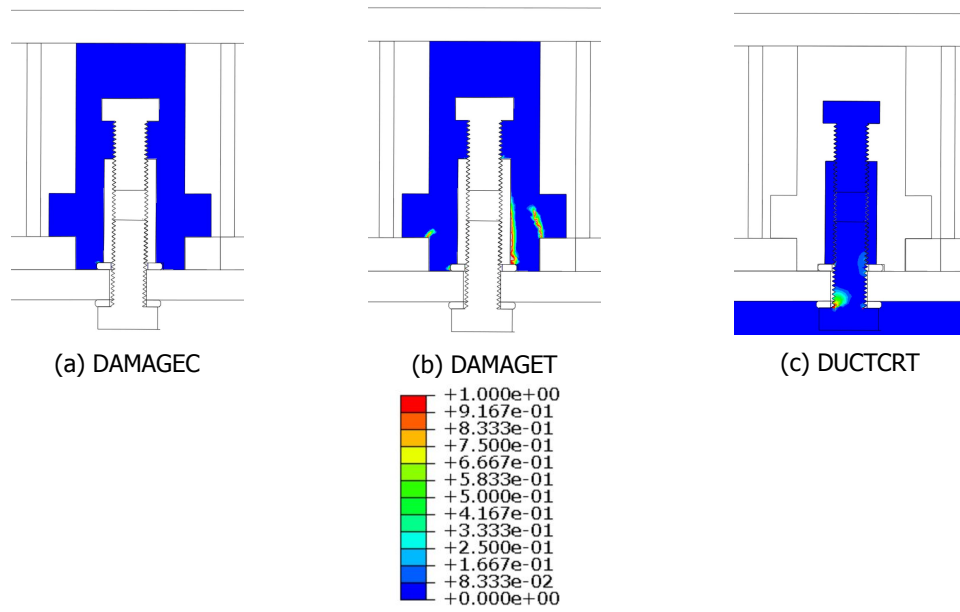 (a) DAMAGEC
(b) DAMAGET
(c) DUCTCRT
+1.000e+00
+9.167e-01
+8.333e-01
+7.500e-01
+6.667e-01
+5.833e-01
+5.000e-01
+4.167e-01
+3.333e-01
+2.500e-01
+1.667e-01
+8.333e-02
+0.000e+00